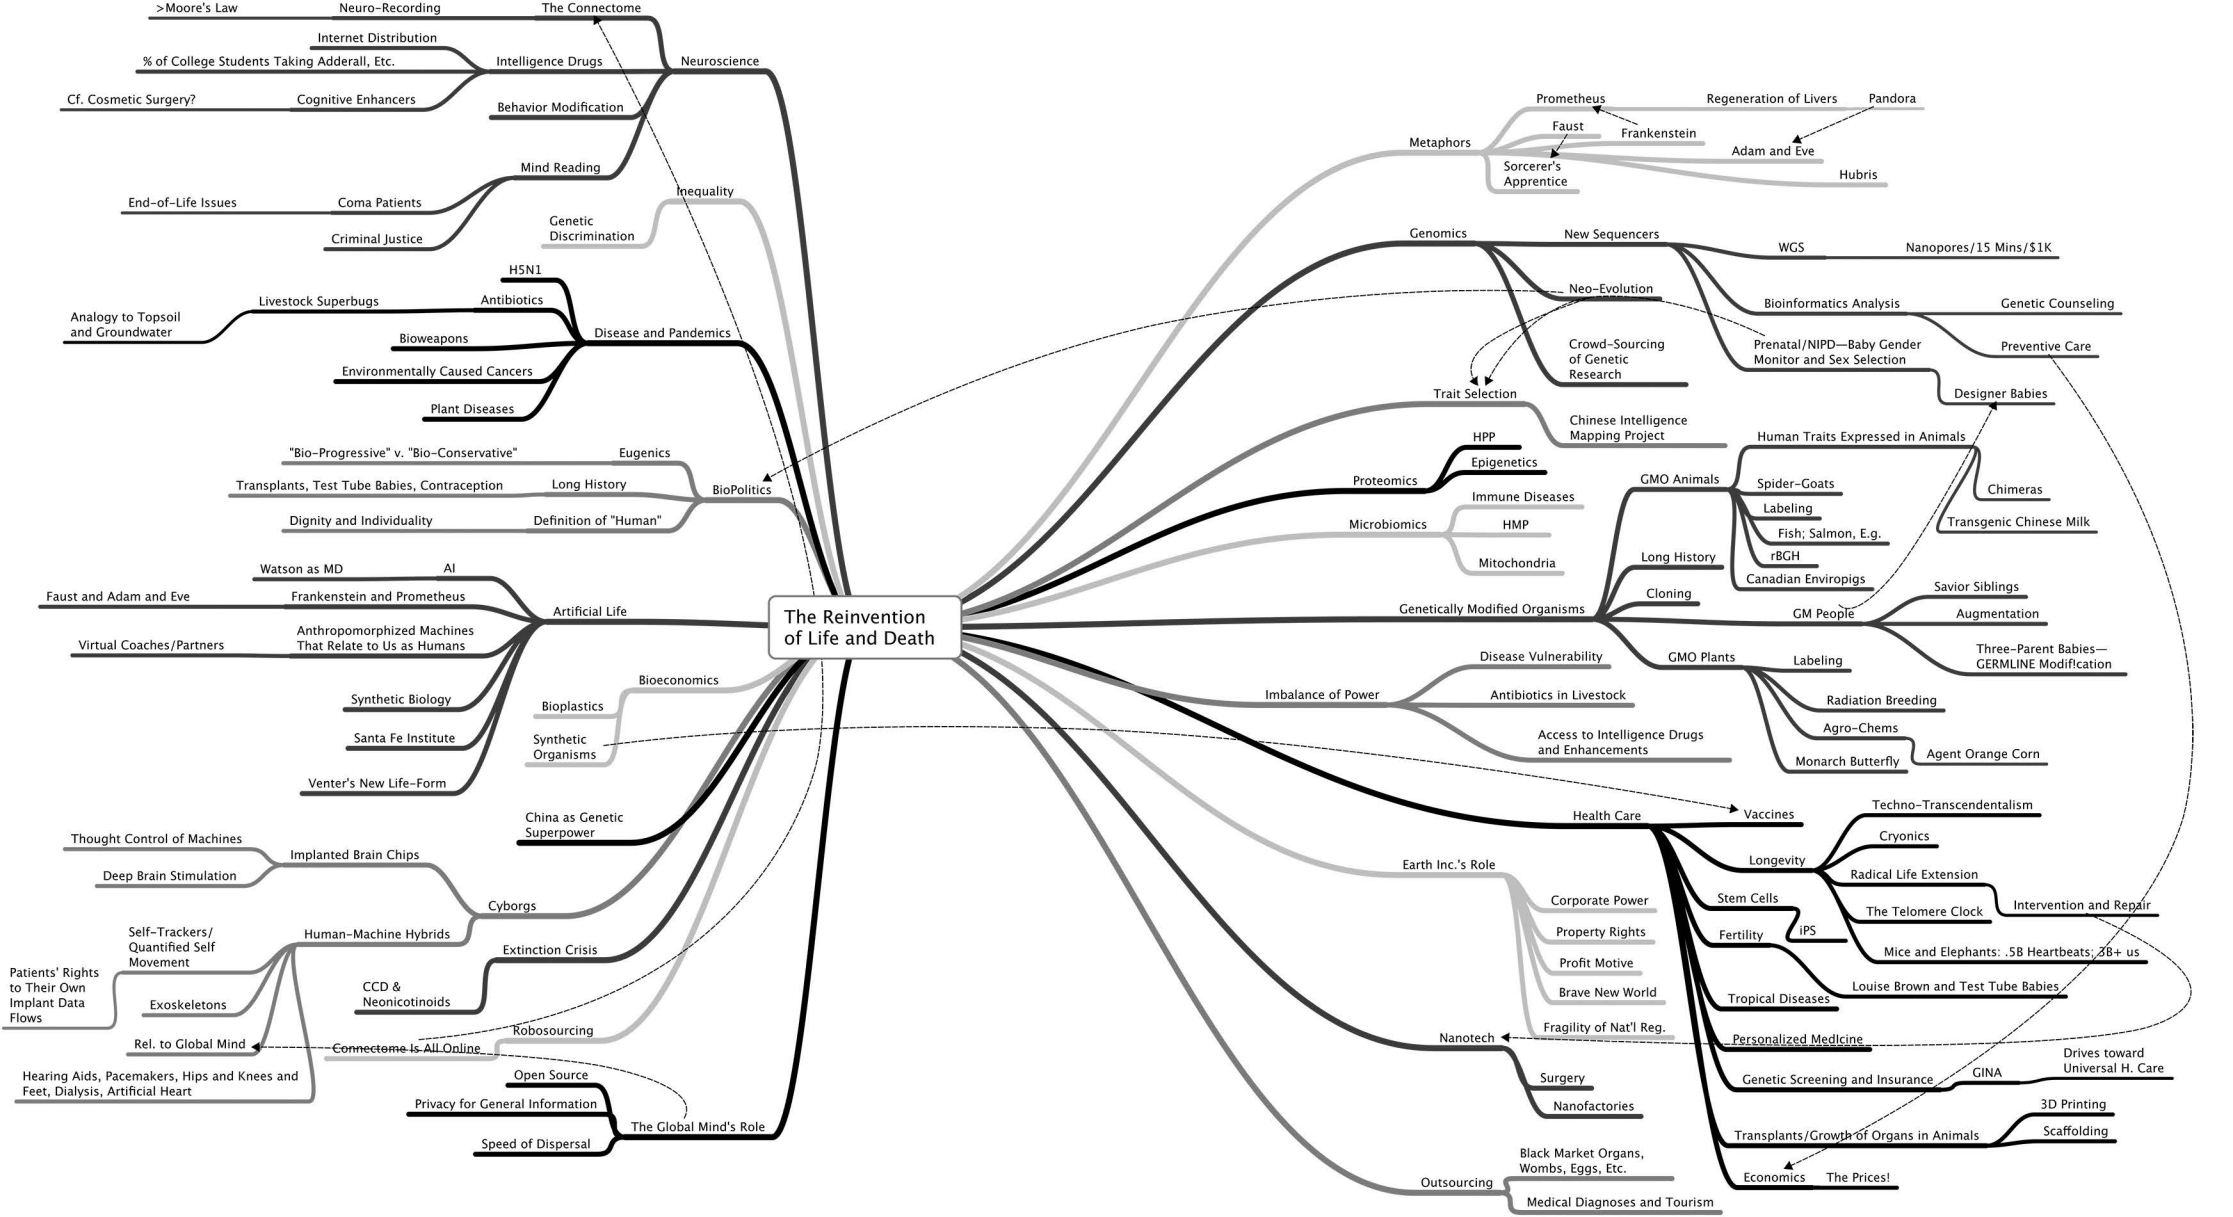 The Reinvention
of Life and Death
Neuroscience
The Connectome
Neuro-Recording
>Moore's Law
Intelligence Drugs
Internet Distribution
% of College Students Taking Adderall, Etc.
Cognitive Enhancers
Cf. Cosmetic Surgery?
Behavior Modification
Mind Reading
Coma Patients
End-of-Life Issues
Criminal Justice
Inequality
Genetic
Discrimination
Disease and Pandemics
H5N1
Antibiotics
Livestock Superbugs
Analogy to Topsoil
and Groundwater
Bioweapons
Environmentally Caused Cancers
Plant Diseases
BioPolitics
Eugenics
"Bio-Progressive" v. "Bio-Conservative"
Long History
Transplants, Test Tube Babies, Contraception
Definition of "Human"
Dignity and Individuality
Artificial Life
AI
Watson as MD
Frankenstein and Prometheus
Faust and Adam and Eve
Anthropomorphized Machines
That Relate to Us as Humans
Virtual Coaches/Partners
Synthetic Biology
Santa Fe Institute
Venter's New Life-Form
Bioeconomics
Bioplastics
Synthetic
Organisms
China as Genetic
Superpower
Cyborgs
Implanted Brain Chips
Thought Control of Machines
Deep Brain Stimulation
Human-Machine Hybrids
Self-Trackers/
Quantified Self
Movement
Patients' Rights
to Their Own
Implant Data
Flows
Exoskeletons
Rel. to Global Mind
Hearing Aids, Pacemakers, Hips and Knees and
Feet, Dialysis, Artificial Heart
Extinction Crisis
CCD &
Neonicotinoids
Robosourcing
Connectome Is All Online
The Global Mind's Role
Open Source
Privacy for General Information
Speed of Dispersal
Metaphors
Prometheus
Regeneration of Livers
Pandora
Faust
Frankenstein
Adam and Eve
Hubris
Sorcerer's
Apprentice
Genomics
New Sequencers
WGS
Nanopores/15 Mins/$1K
Bioinformatics Analysis
Genetic Counseling
Preventive Care
Prenatal/NIPD—Baby Gender
Monitor and Sex Selection
Designer Babies
Neo-Evolution
Crowd-Sourcing
of Genetic
Research
Trait Selection
Chinese Intelligence
Mapping Project
Proteomics
HPP
Epigenetics
Microbiomics
Immune Diseases
HMP
Mitochondria
Genetically Modified Organisms
GMO Animals
Human Traits Expressed in Animals
Chimeras
Transgenic Chinese Milk
Spider-Goats
Labeling
Fish; Salmon, E.g.
rBGH
Canadian Enviropigs
Long History
Cloning
GM People
Savior Siblings
Augmentation
Three-Parent Babies—
GERMLINE Modif!cation
GMO Plants
Labeling
Radiation Breeding
Agro-Chems
Agent Orange Corn
Monarch Butterfly
Imbalance of Power
Disease Vulnerability
Antibiotics in Livestock
Access to Intelligence Drugs
and Enhancements
Health Care
Vaccines
Longevity
Techno-Transcendentalism
Cryonics
Radical Life Extension
Intervention and Repair
The Telomere Clock
Mice and Elephants: .5B Heartbeats; 3B+ us
Stem Cells
iPS
Fertility
Louise Brown and Test Tube Babies
Tropical Diseases
Personalized MedIcine
Genetic Screening and Insurance
GINA
Drives toward
Universal H. Care
Transplants/Growth of Organs in Animals
3D Printing
Scaffolding
Economics
The Prices!
Earth Inc.'s Role
Corporate Power
Property Rights
Profit Motive
Brave New World
Fragility of Nat'l Reg.
Nanotech
Surgery
Nanofactories
Outsourcing
Black Market Organs,
Wombs, Eggs, Etc.
Medical Diagnoses and Tourism